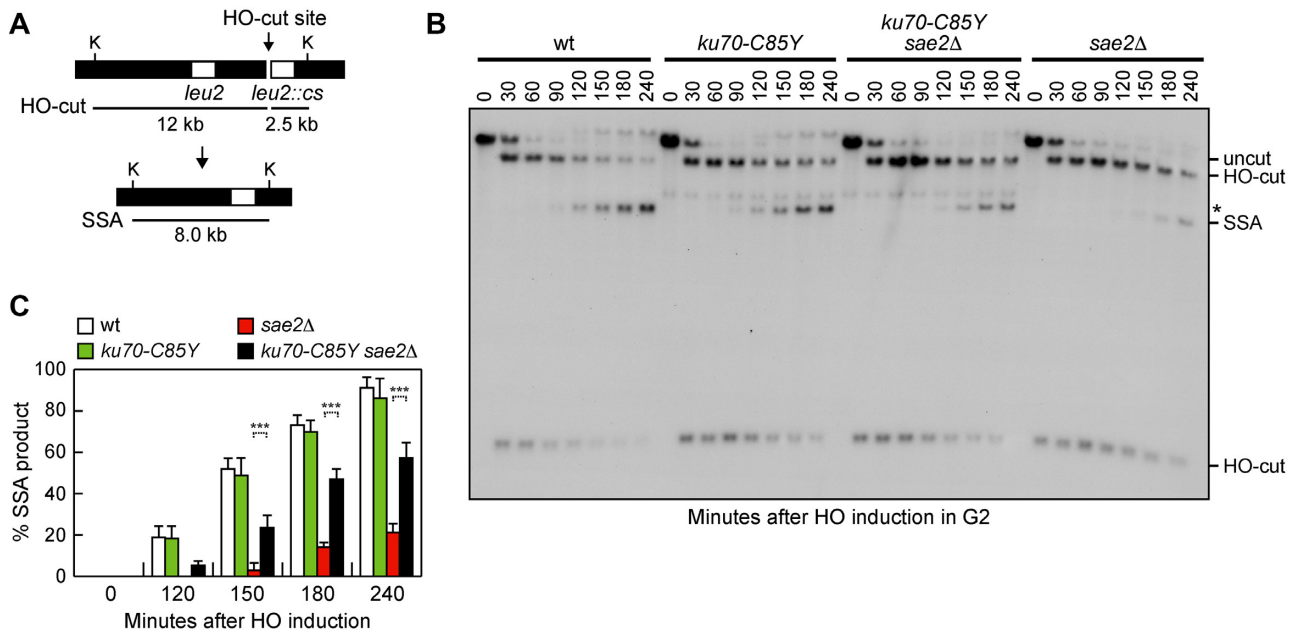 A
HO-cut site
K K
leu2 leu2::cs
HO-cut
12 kb 2.5 kb
K K
SSA
8.0 kb
B
wt ku70-C85Y ku70-C85Y sae2Δ sae2Δ
0 30 60 90 120 150 180 240 0 30 60 90 120 150 180 240 0 30 60 90 120 150 180 240 0 30 60 90 120 150 180 240
uncut
HO-cut
*
SSA
HO-cut
Minutes after HO induction in G2
C
wt sae2Δ
ku70-C85Y ku70-C85Y sae2Δ
% SSA product
100
80
60
40
20
0
***
***
***
0 120 150 180 240
Minutes after HO induction